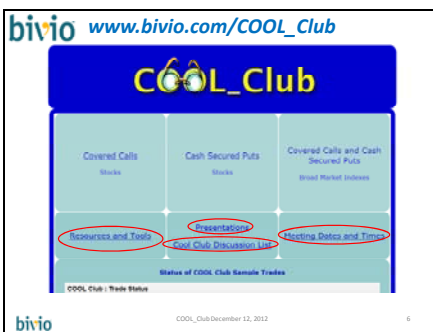 bivio www.bivio.com/COOL_Club
COOL_Club
Covered Calls
Stocks
Cash Secured Puts
Stocks
Covered Calls and Cash
Secured Puts
Broad Market Indexes
Resources and Tools
Presentations
Cool Club Discussion List
Meeting Dates and Times
Status of COOL Club Sample Trades
COOL Club | Trade Status
bivio
COOL_Club December 12, 2012
6